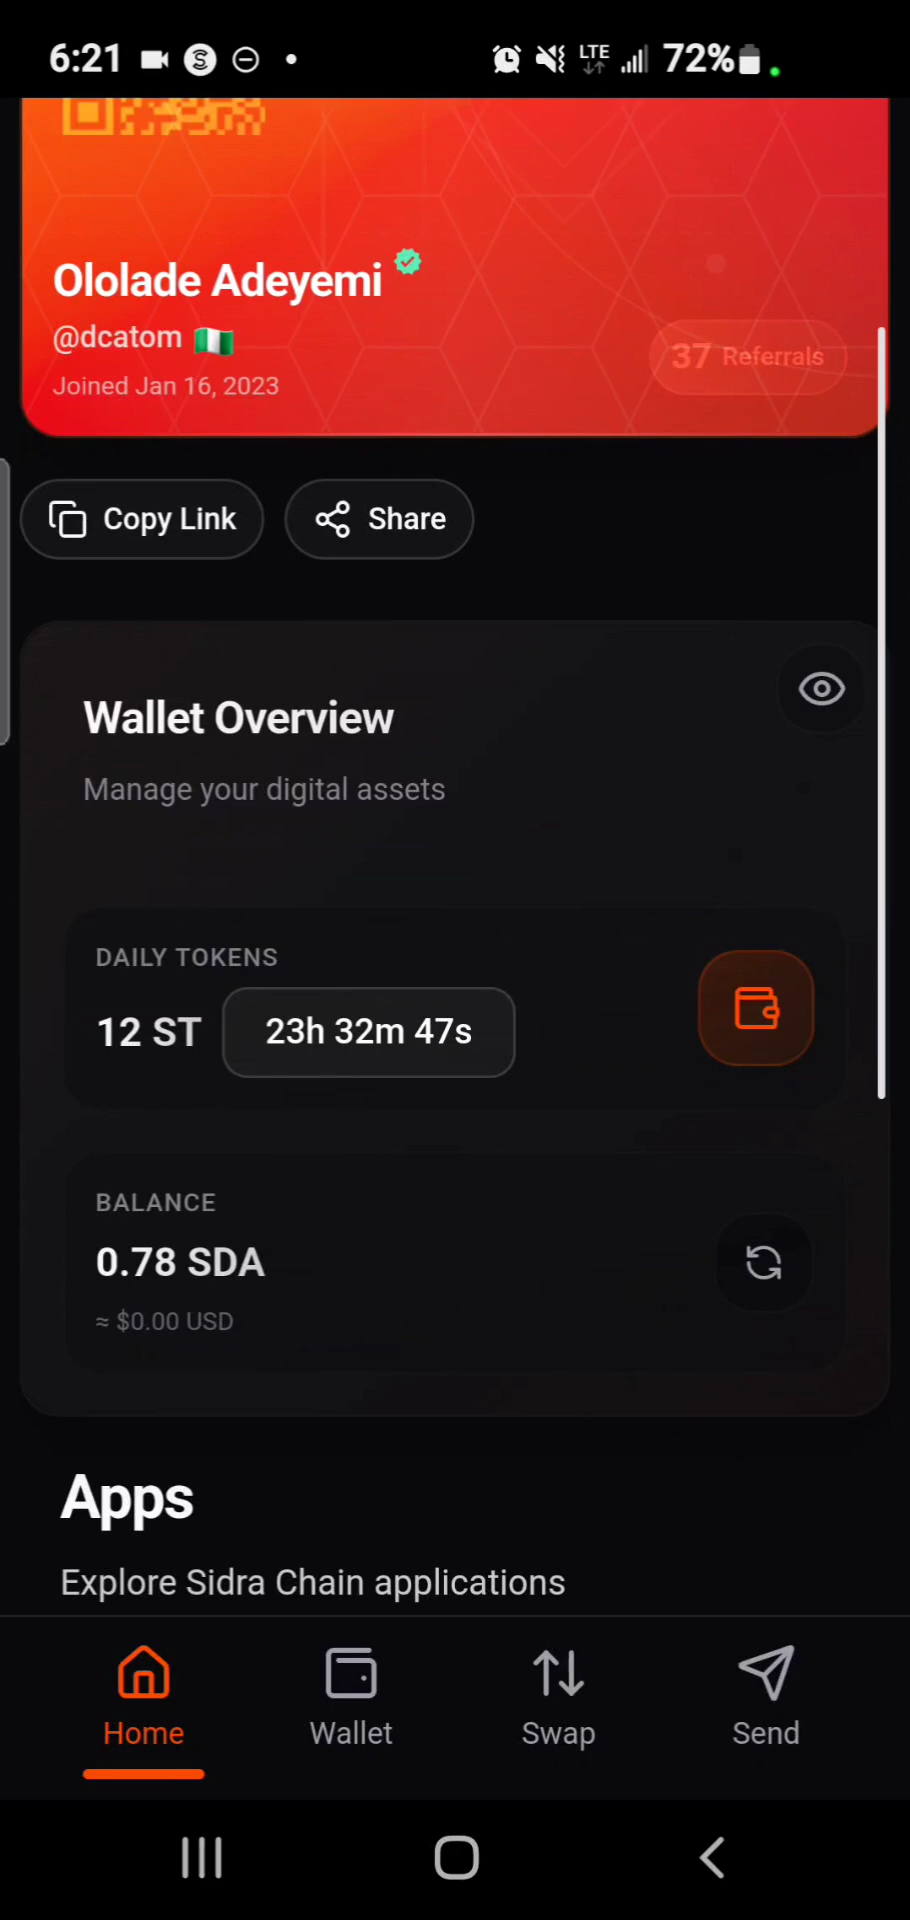 6:21
LTE
72%
Ololade Adeyemi
@dcatom
Joined Jan 16, 2023
37 Referrals
Copy Link
Share
Wallet Overview
Manage your digital assets
DAILY TOKENS
12 ST
23h 32m 47s
BALANCE
0.78 SDA
≈ $0.00 USD
Apps
Explore Sidra Chain applications
Home
Wallet
Swap
Send